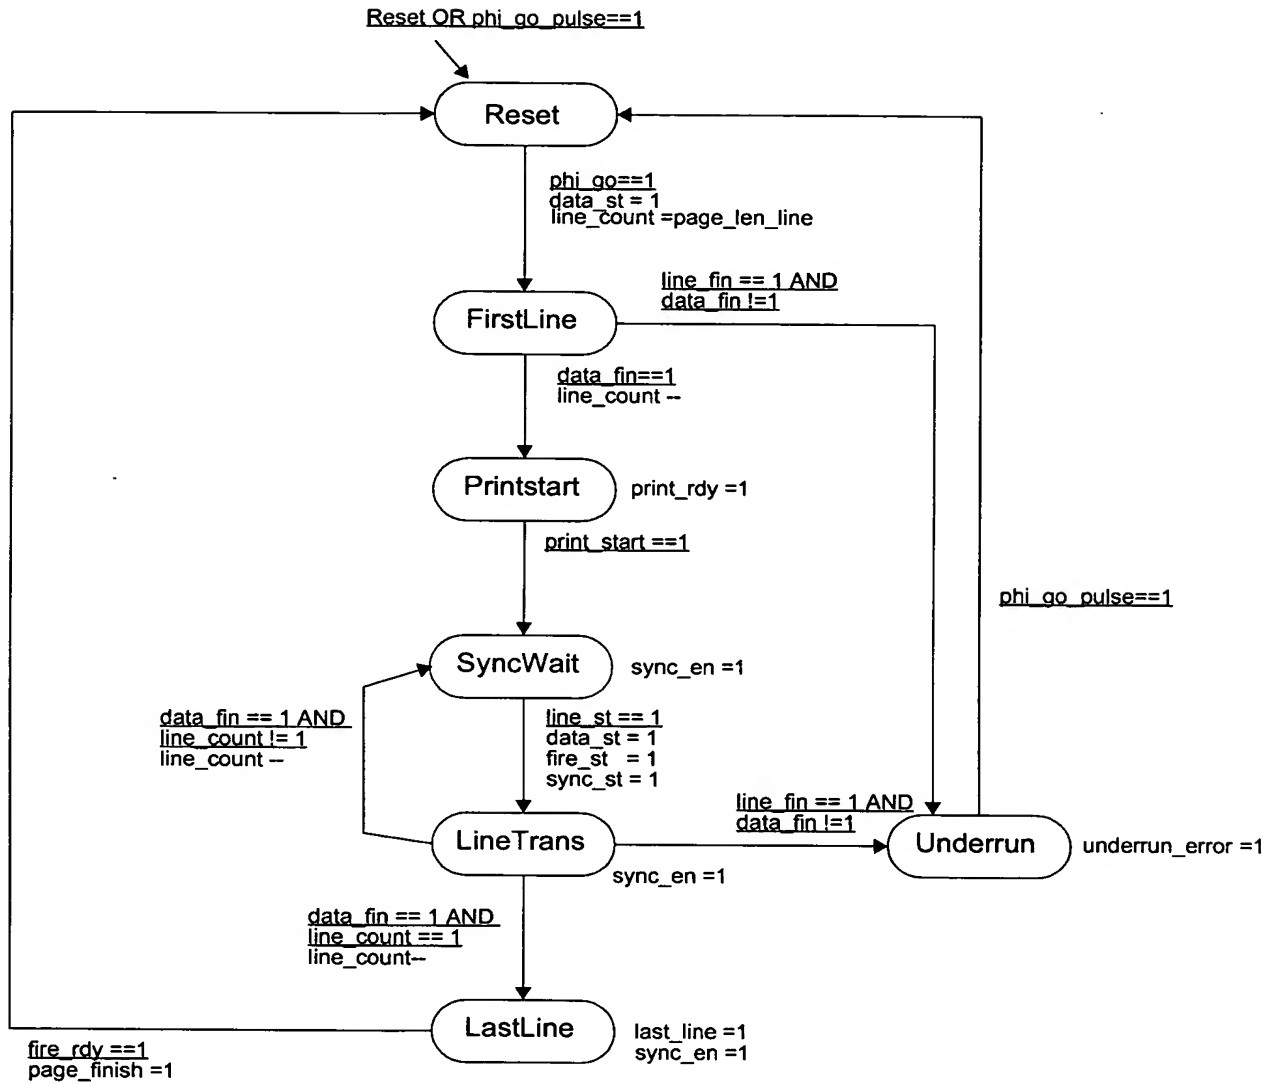 Reset OR phi_go_pulse==1
Reset
phi_go==1
data_st = 1
line_count =page_len_line
line_fin == 1 AND
data_fin !=1
FirstLine
data_fin==1
line_count --
Printstart
print_rdy =1
print_start ==1
phi_go_pulse==1
SyncWait
sync_en =1
data_fin == 1 AND
line_count != 1
line_count --
line_st == 1
data_st = 1
fire_st = 1
sync_st = 1
line_fin == 1 AND
data_fin !=1
LineTrans
sync_en =1
Underrun
underrun_error =1
data_fin == 1 AND
line_count == 1
line_count--
LastLine
last_line =1
sync_en =1
fire_rdy ==1
page_finish =1